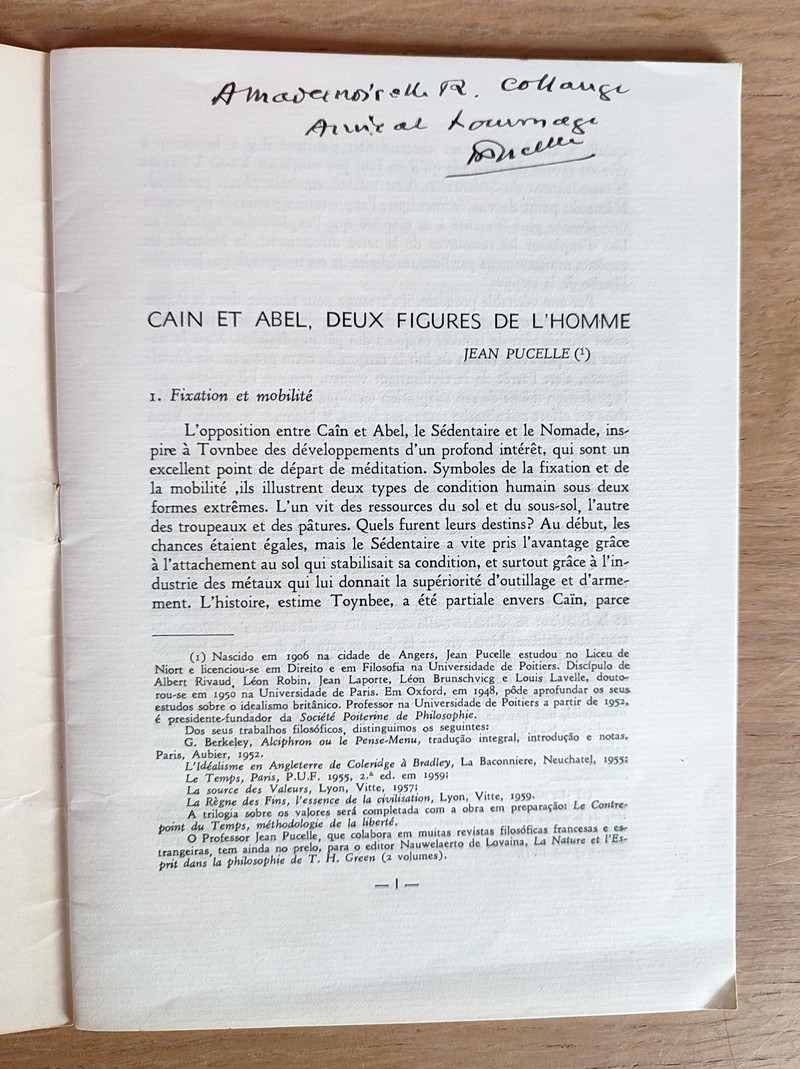 A Mademoiselle R. Collange
Amical hommage
JPucelle
CAIN ET ABEL, DEUX FIGURES DE L'HOMME
JEAN PUCELLE (¹)
1. Fixation et mobilité
L'opposition entre Caîn et Abel, le Sédentaire et le Nomade, ins-
pire à Tovnbee des développements d'un profond intérêt, qui sont un
excellent point de départ de méditation. Symboles de la fixation et de
la mobilité ,ils illustrent deux types de condition humain sous deux
formes extrêmes. L'un vit des ressources du sol et du sous-sol, l'autre
des troupeaux et des pâtures. Quels furent leurs destins? Au début, les
chances étaient égales, mais le Sédentaire a vite pris l'avantage grâce
à l'attachement au sol qui stabilisait sa condition, et surtout grâce à l'in-
dustrie des métaux qui lui donnait la supériorité d'outillage et d'arme-
ment. L'histoire, estime Toynbee, a été partiale envers Caïn, parce
(1) Nascido em 1906 na cidade de Angers, Jean Pucelle estudou no Liceu de
Niort e licenciou-se em Direito e em Filosofia na Universidade de Poitiers. Discípulo de
Albert Rivaud, Léon Robin, Jean Laporte, Léon Brunschvicg e Louis Lavelle, douto-
rou-se em 1950 na Universidade de Paris. Em Oxford, em 1948, pôde aprofundar os seus
estudos sobre o idealismo britânico. Professor na Universidade de Poitiers a partir de 1952,
é presidente-fundador da Société Poiterine de Philosophie.
Dos seus trabalhos filosóficos, distinguimos os seguintes:
G. Berkeley, Alciphron ou le Pense-Menu, tradução integral, introdução e notas,
Paris, Aubier, 1952.
L'Idéalisme en Angleterre de Coleridge à Bradley, La Baconniere, Neuchatel, 1955;
Le Temps, Paris, P.U.F. 1955, 2.ª ed. em 1959;
La source des Valeurs, Lyon, Vitte, 1957;
La Règne des Fins, l'essence de la civilisation, Lyon, Vitte, 1959.
A trilogia sobre os valores será completada com a obra em preparação: Le Contre-
point du Temps, méthodologie de la liberté.
O Professor Jean Pucelle, que colabora em muitas revistas filosóficas francesas e es-
trangeiras, tem ainda no prelo, para o editor Nauwelaerto de Lovaina, La Nature et l'Es-
prit dans la philosophie de T. H. Green (2 volumes).
— 1 —